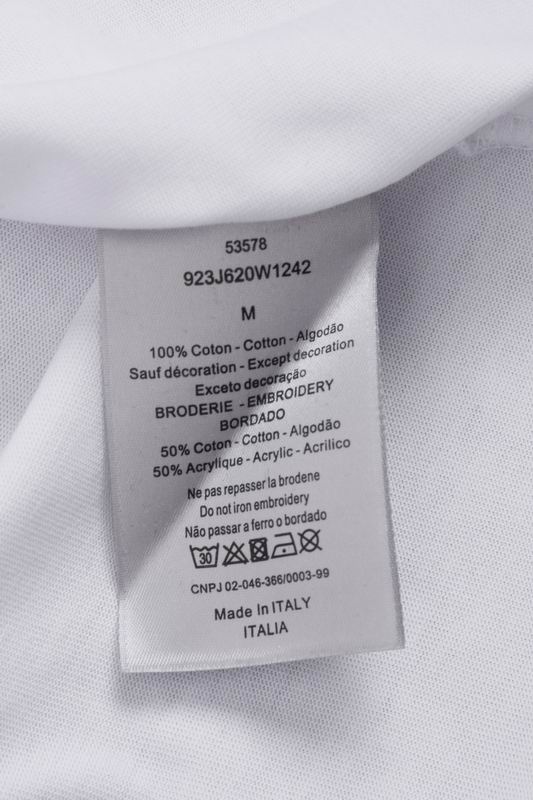 53578
923J620W1242
M
100% Coton - Cotton - Algodão
Sauf décoration - Except decoration
Exceto decoração
BRODERIE - EMBROIDERY
BORDADO
50% Coton - Cotton - Algodão
50% Acrylique - Acrylic - Acrilico
Ne pas repasser la brodene
Do not iron embroidery
Não passar a ferro o bordado
30
CNPJ 02-046-366/0003-99
Made In ITALY
ITALIA